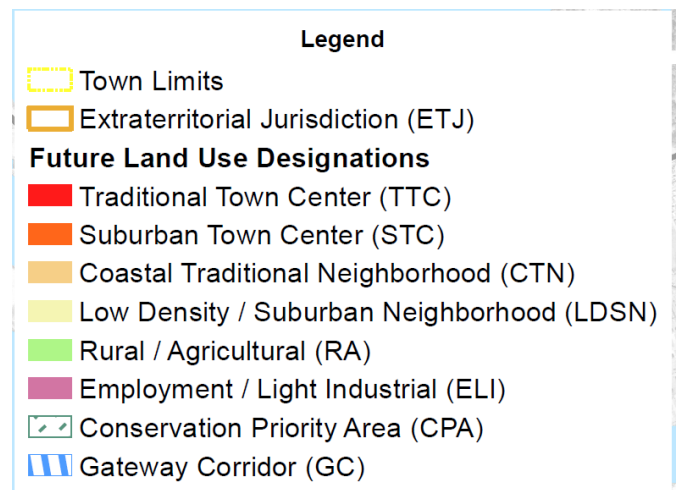 Legend
Town Limits
Extraterritorial Jurisdiction (ETJ)
Future Land Use Designations
Traditional Town Center (TTC)
Suburban Town Center (STC)
Coastal Traditional Neighborhood (CTN)
Low Density / Suburban Neighborhood (LDSN)
Rural / Agricultural (RA)
Employment / Light Industrial (ELI)
Conservation Priority Area (CPA)
Gateway Corridor (GC)